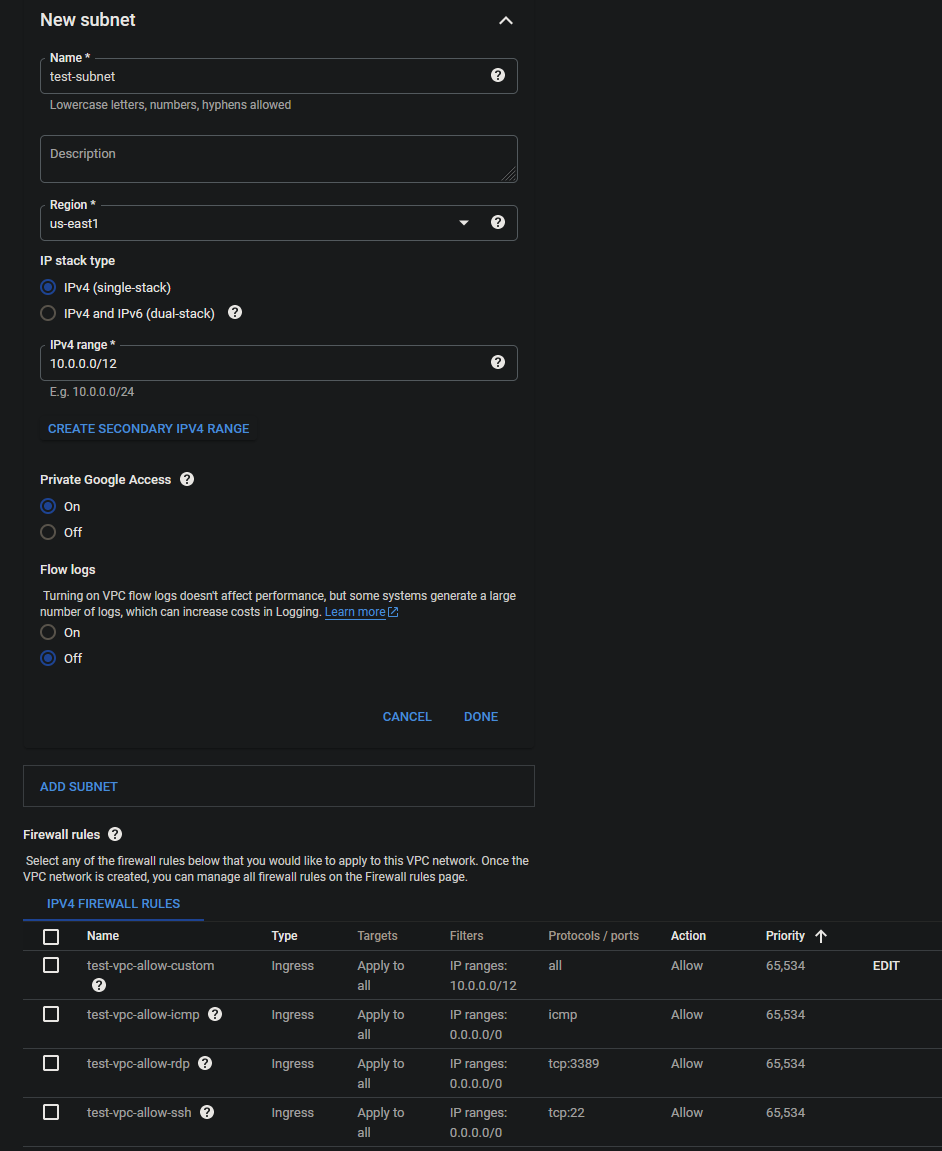 New subnet
Name *
test-subnet
Lowercase letters, numbers, hyphens allowed
Description
Region *
us-east1
IP stack type
IPv4 (single-stack)
IPv4 and IPv6 (dual-stack)
IPv4 range *
10.0.0.0/12
E.g. 10.0.0.0/24
CREATE SECONDARY IPV4 RANGE
Private Google Access
On
Off
Flow logs
Turning on VPC flow logs doesn't affect performance, but some systems generate a large
number of logs, which can increase costs in Logging. Learn more
On
Off
CANCEL DONE
ADD SUBNET
Firewall rules
Select any of the firewall rules below that you would like to apply to this VPC network. Once the
VPC network is created, you can manage all firewall rules on the Firewall rules page.
IPV4 FIREWALL RULES
Name Type Targets Filters Protocols / ports Action Priority
test-vpc-allow-custom Ingress Apply to IP ranges: all Allow 65,534 EDIT
all 10.0.0.0/12
test-vpc-allow-icmp Ingress Apply to IP ranges: icmp Allow 65,534
all 0.0.0.0/0
test-vpc-allow-rdp Ingress Apply to IP ranges: tcp:3389 Allow 65,534
all 0.0.0.0/0
test-vpc-allow-ssh Ingress Apply to IP ranges: tcp:22 Allow 65,534
all 0.0.0.0/0